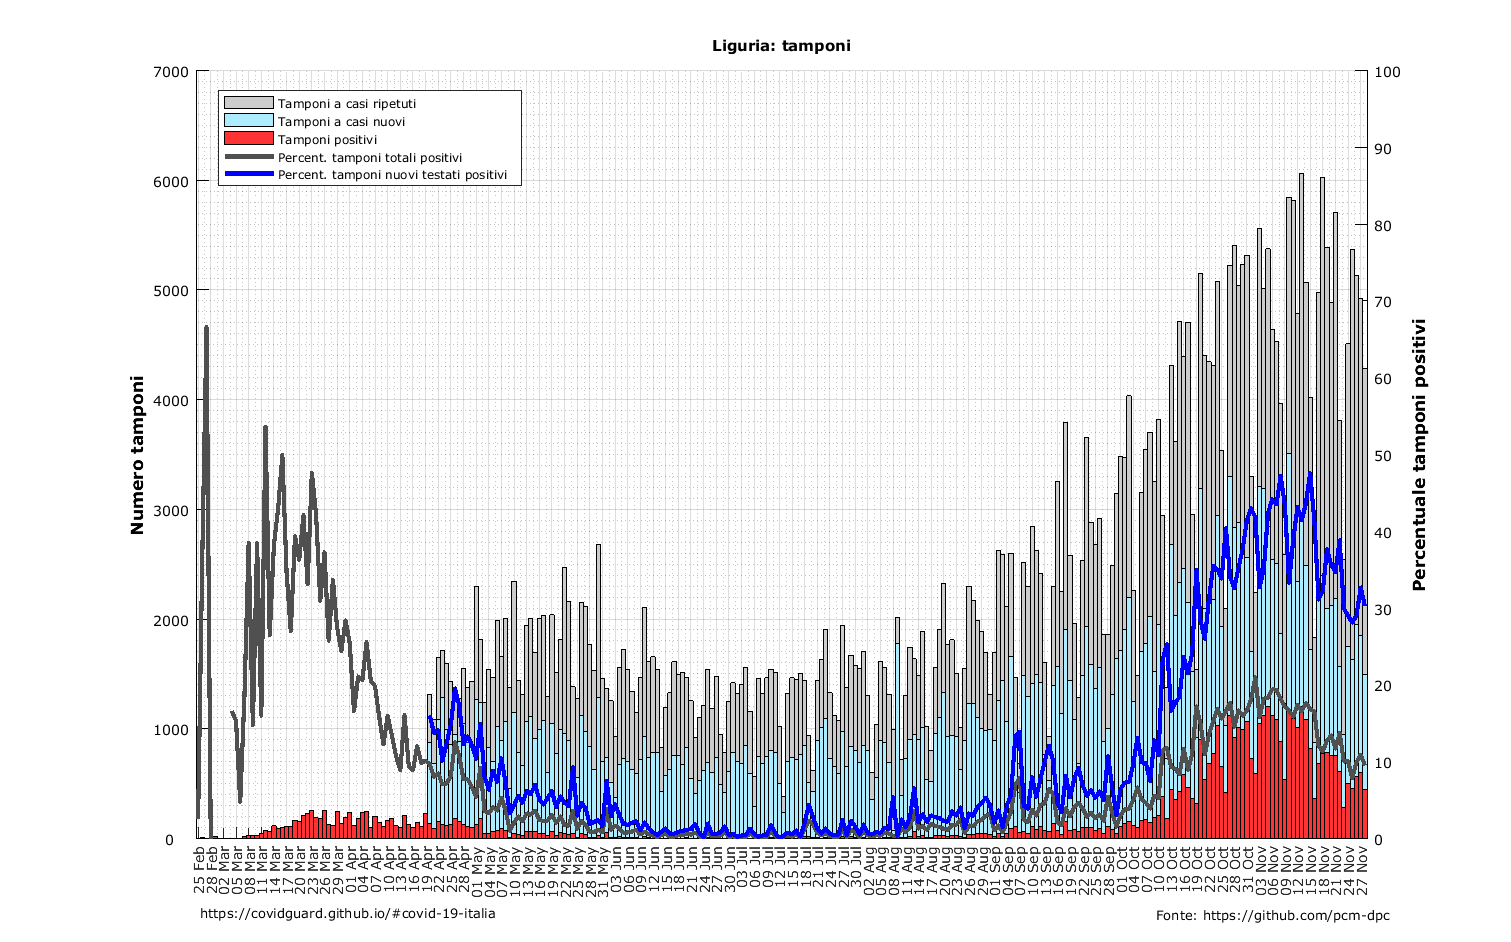 Liguria: tamponi
Tamponi a casi ripetuti
Tamponi a casi nuovi
Tamponi positivi
Percent. tamponi totali positivi
Percent. tamponi nuovi testati positivi
Numero tamponi
7000
6000
5000
4000
3000
2000
1000
0
Percentuale tamponi positivi
100
90
80
70
60
50
40
30
20
10
0
25 Feb
28 Feb
02 Mar
05 Mar
08 Mar
11 Mar
14 Mar
17 Mar
20 Mar
23 Mar
26 Mar
29 Mar
01 Apr
04 Apr
07 Apr
10 Apr
13 Apr
16 Apr
19 Apr
22 Apr
25 Apr
28 Apr
01 May
04 May
07 May
10 May
13 May
16 May
19 May
22 May
25 May
28 May
31 May
03 Jun
06 Jun
09 Jun
12 Jun
15 Jun
18 Jun
21 Jun
24 Jun
27 Jun
30 Jun
03 Jul
06 Jul
09 Jul
12 Jul
15 Jul
18 Jul
21 Jul
24 Jul
27 Jul
30 Jul
02 Aug
05 Aug
08 Aug
11 Aug
14 Aug
17 Aug
20 Aug
23 Aug
26 Aug
29 Aug
01 Sep
04 Sep
07 Sep
10 Sep
13 Sep
16 Sep
19 Sep
22 Sep
25 Sep
28 Sep
01 Oct
04 Oct
07 Oct
10 Oct
13 Oct
16 Oct
19 Oct
22 Oct
25 Oct
28 Oct
31 Oct
03 Nov
06 Nov
09 Nov
12 Nov
15 Nov
18 Nov
21 Nov
24 Nov
27 Nov
https://covidguard.github.io/#covid-19-italia
Fonte: https://github.com/pcm-dpc